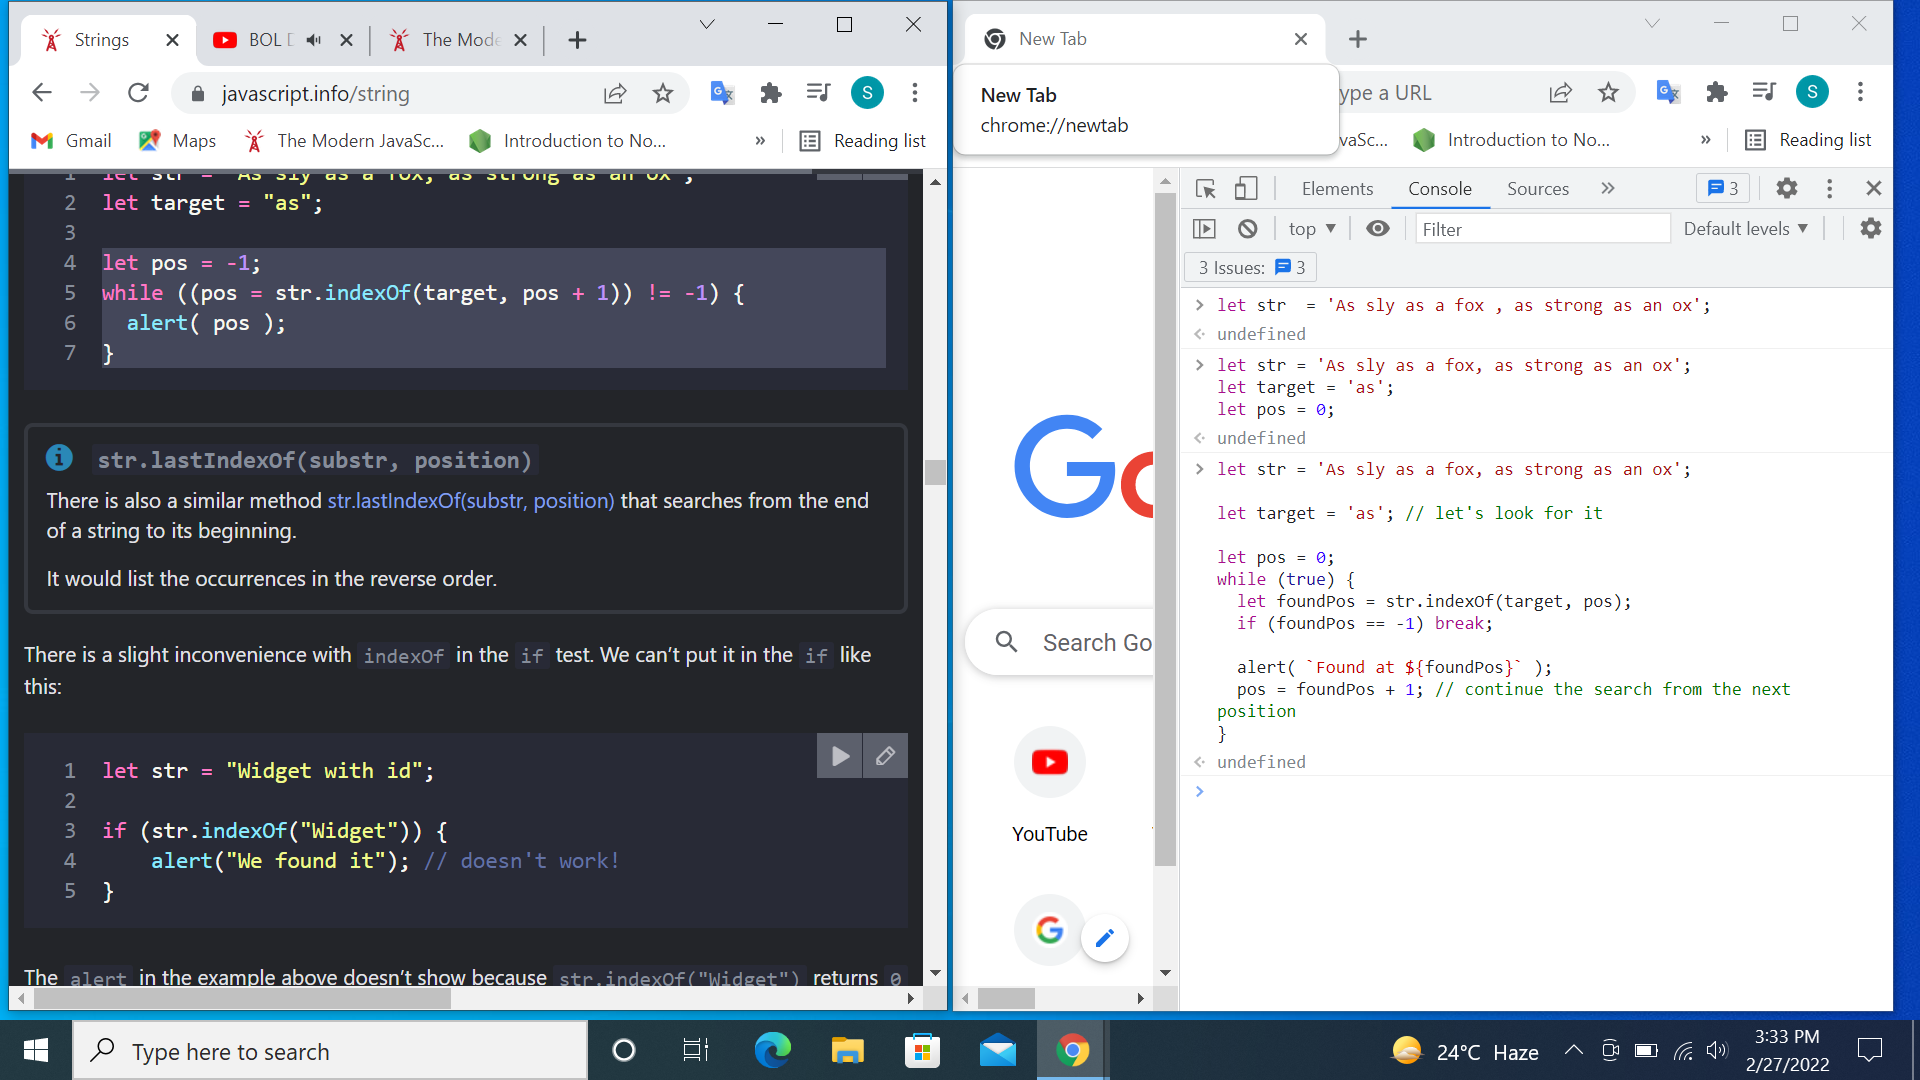 Strings
BOL D
The Mode
javascript.info/string
S
Gmail
Maps
The Modern JavaSc...
Introduction to No...
»
Reading list
1 let str = "As sly as a fox, as strong as an ox";
2 let target = "as";
3
4 let pos = -1;
5 while ((pos = str.indexOf(target, pos + 1)) != -1) {
6 alert( pos );
7 }
str.lastIndexOf(substr, position)
There is also a similar method str.lastIndexOf(substr, position) that searches from the end
of a string to its beginning.
It would list the occurrences in the reverse order.
There is a slight inconvenience with indexOf in the if test. We can’t put it in the if like
this:
1 let str = "Widget with id";
2
3 if (str.indexOf("Widget")) {
4 alert("We found it"); // doesn't work!
5 }
The alert in the example above doesn’t show because str.indexOf("Widget") returns 0
New Tab
New Tab
chrome://newtab
ype a URL
S
vaSc...
Introduction to No...
»
Reading list
Go
Search Go
YouTube
Elements
Console
Sources
»
3
top
Filter
Default levels
3 Issues: 3
let str  = 'As sly as a fox , as strong as an ox';
undefined
let str = 'As sly as a fox, as strong as an ox';
let target = 'as';
let pos = 0;
undefined
let str = 'As sly as a fox, as strong as an ox';
let target = 'as'; // let's look for it
let pos = 0;
while (true) {
let foundPos = str.indexOf(target, pos);
if (foundPos == -1) break;
alert( `Found at ${foundPos}` );
pos = foundPos + 1; // continue the search from the next
position
}
undefined
Type here to search
24°C Haze
3:33 PM
2/27/2022